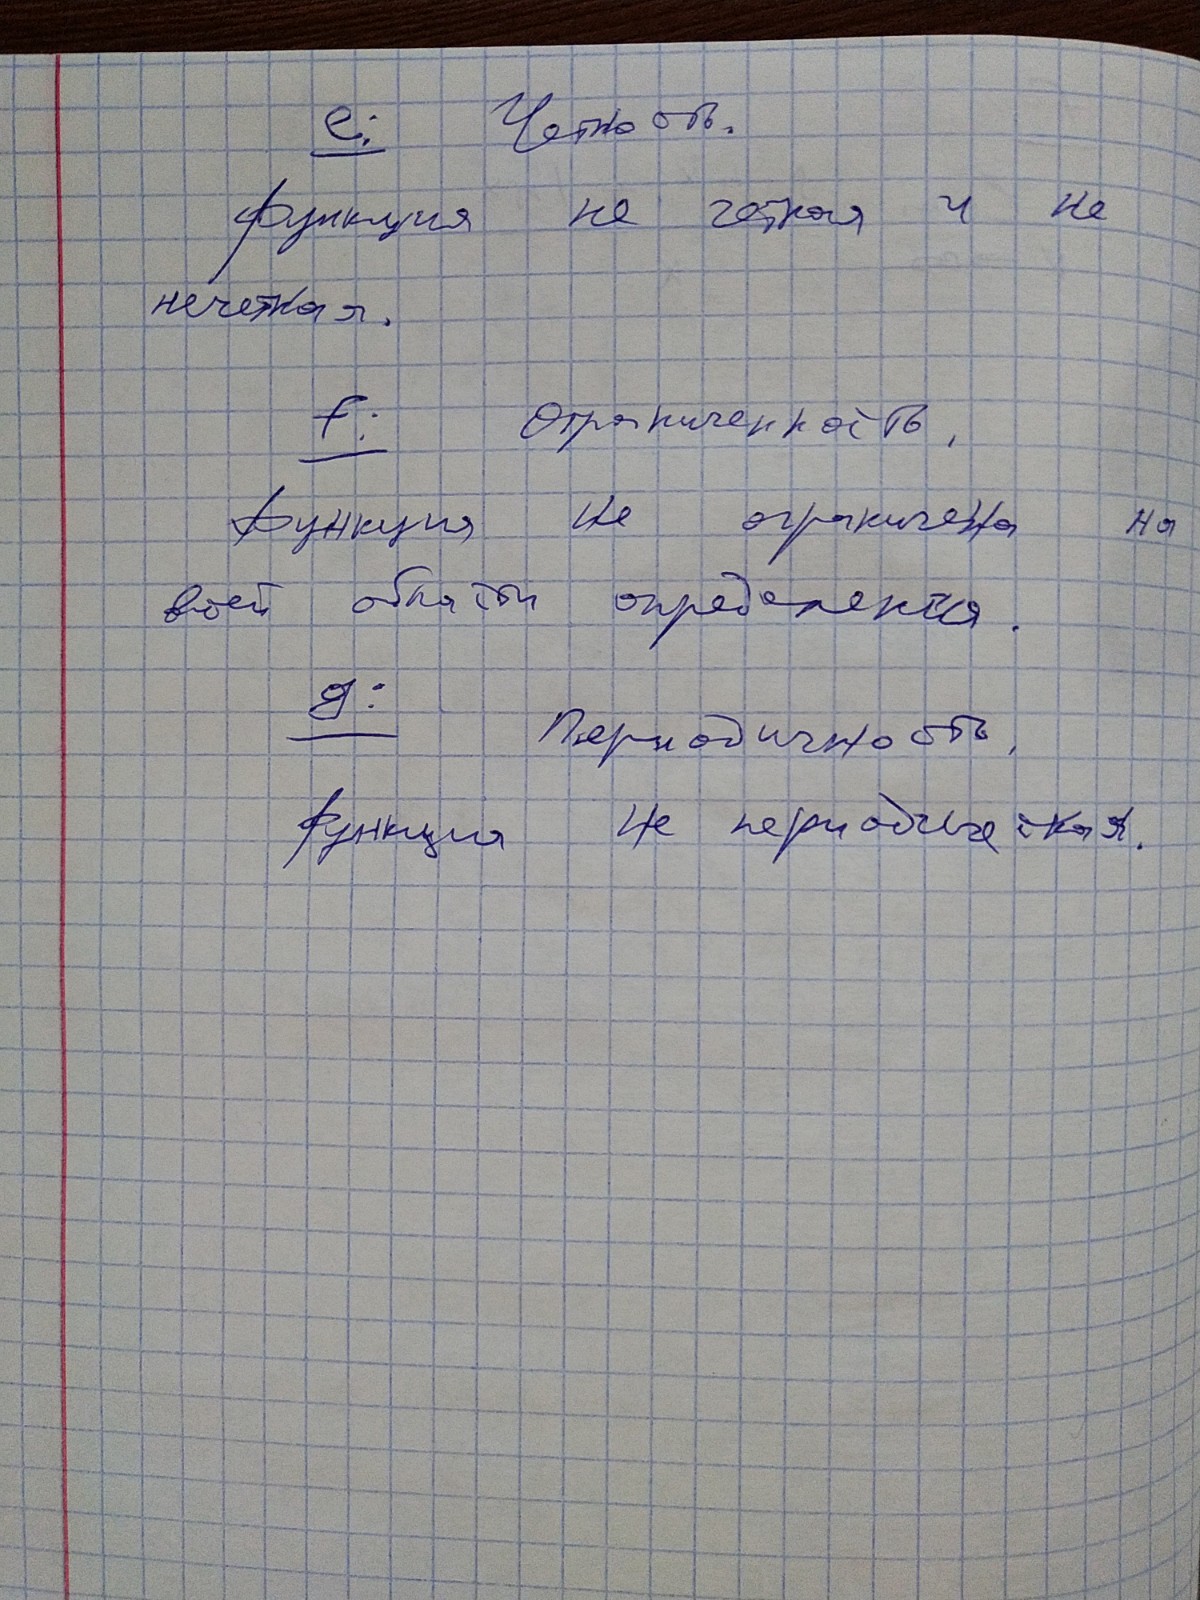 e: Четность.
функция не четная и не
нечетная.
f: Ограниченность.
функция не ограничена на
всей области определения.
g: Периодичность.
функция не периодическая.